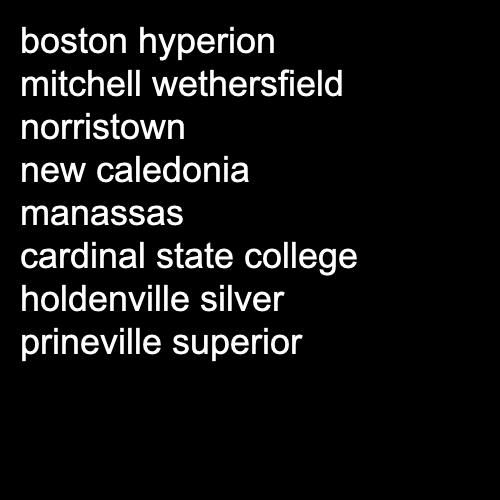 boston hyperion
mitchell wethersfield
norristown
new caledonia
manassas
cardinal state college
holdenville silver
prineville superior